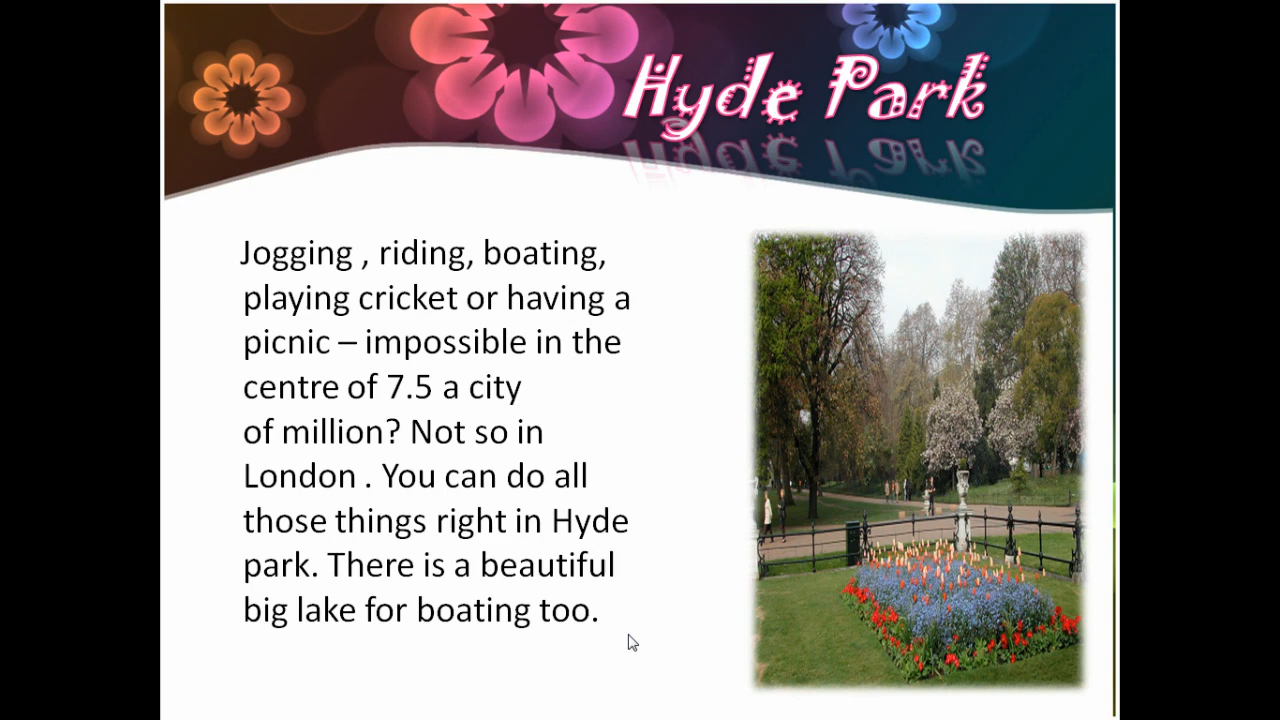 Hyde Park
Jogging , riding, boating,
playing cricket or having a
picnic – impossible in the
centre of 7.5 a city
of million? Not so in
London . You can do all
those things right in Hyde
park. There is a beautiful
big lake for boating too.